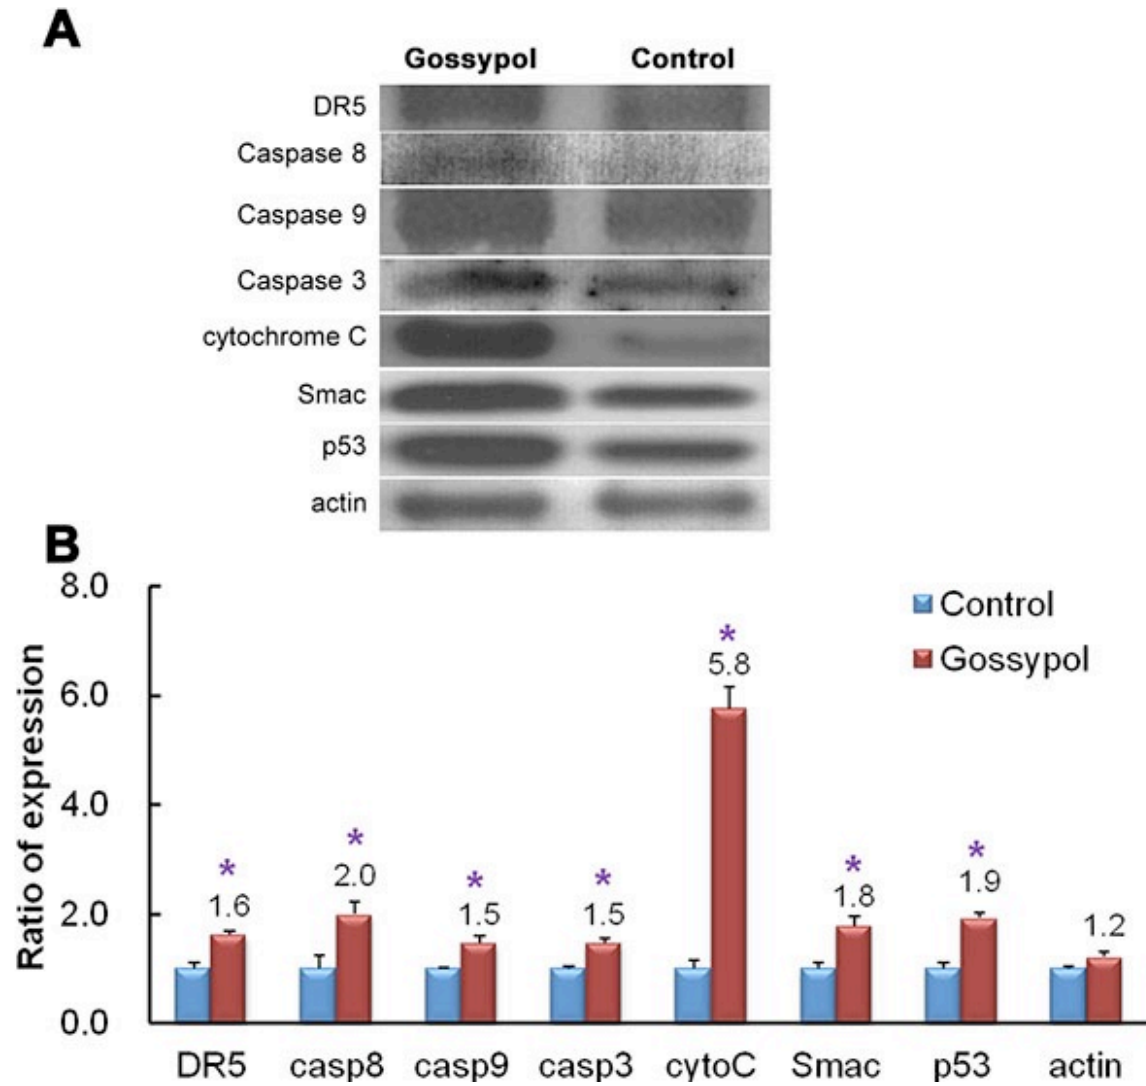 A
Gossypol Control
DR5
Caspase 8
Caspase 9
Caspase 3
cytochrome C
Smac
p53
actin
B
Ratio of expression
8.0
6.0
4.0
2.0
0.0
Control
Gossypol
* * * * * * *
1.6 2.0 1.5 1.5 5.8 1.8 1.9 1.2
DR5 casp8 casp9 casp3 cytoC Smac p53 actin